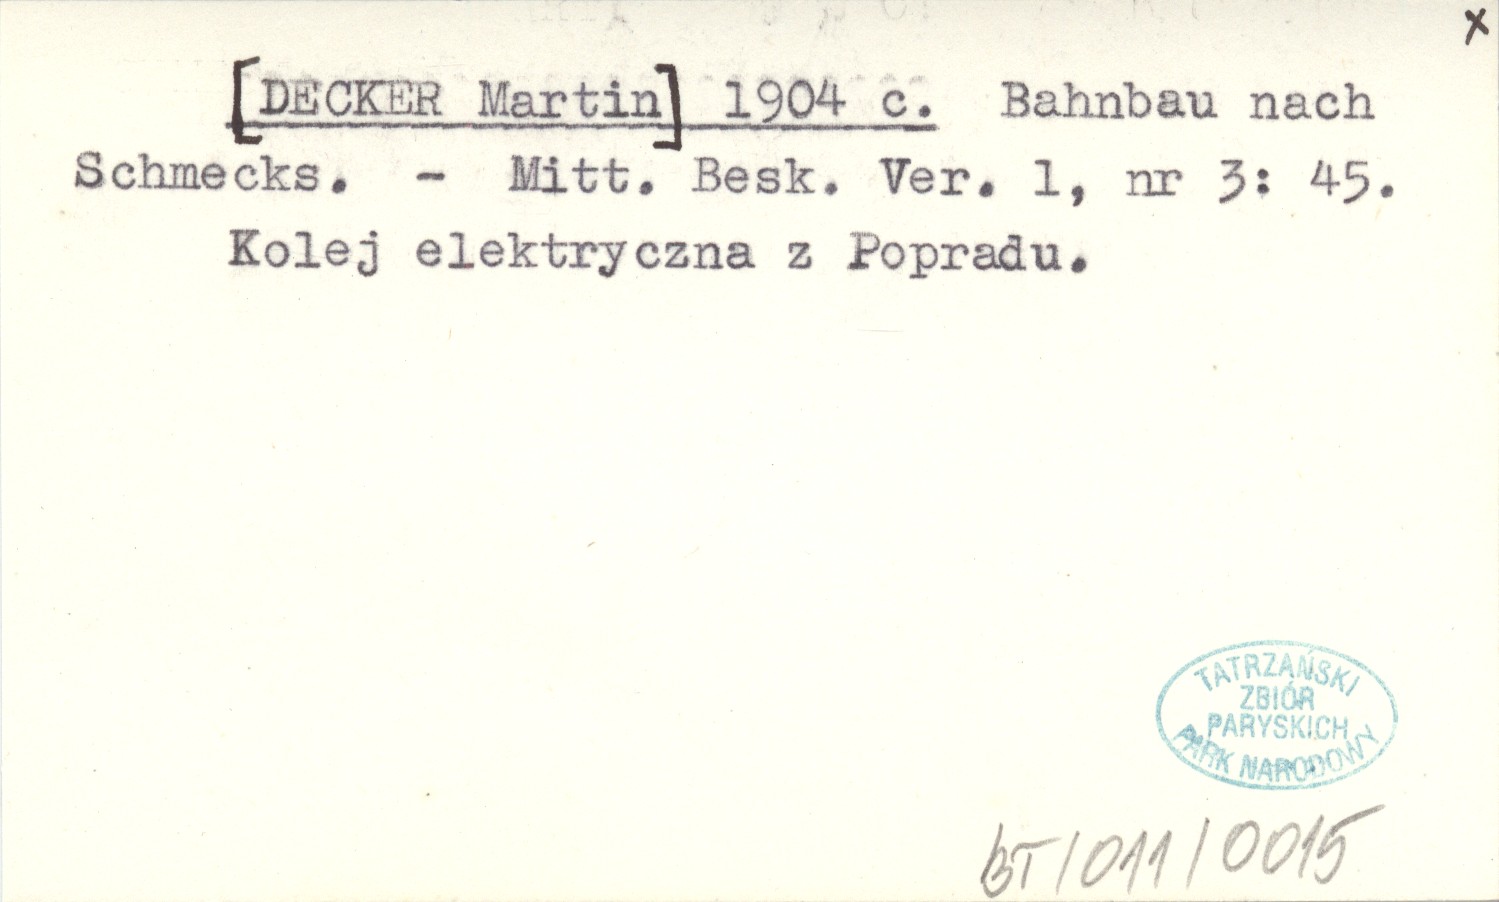 x
[DECKER Martin] 1904 c. Bahnbau nach
Schmecks. - Mitt. Besk. Ver. 1, nr 3: 45.
Kolej elektryczna z Popradu.
TATRZAŃSKI
ZBIÓR
PARYSKICH
PARK NARODOWY
BT/011/0015